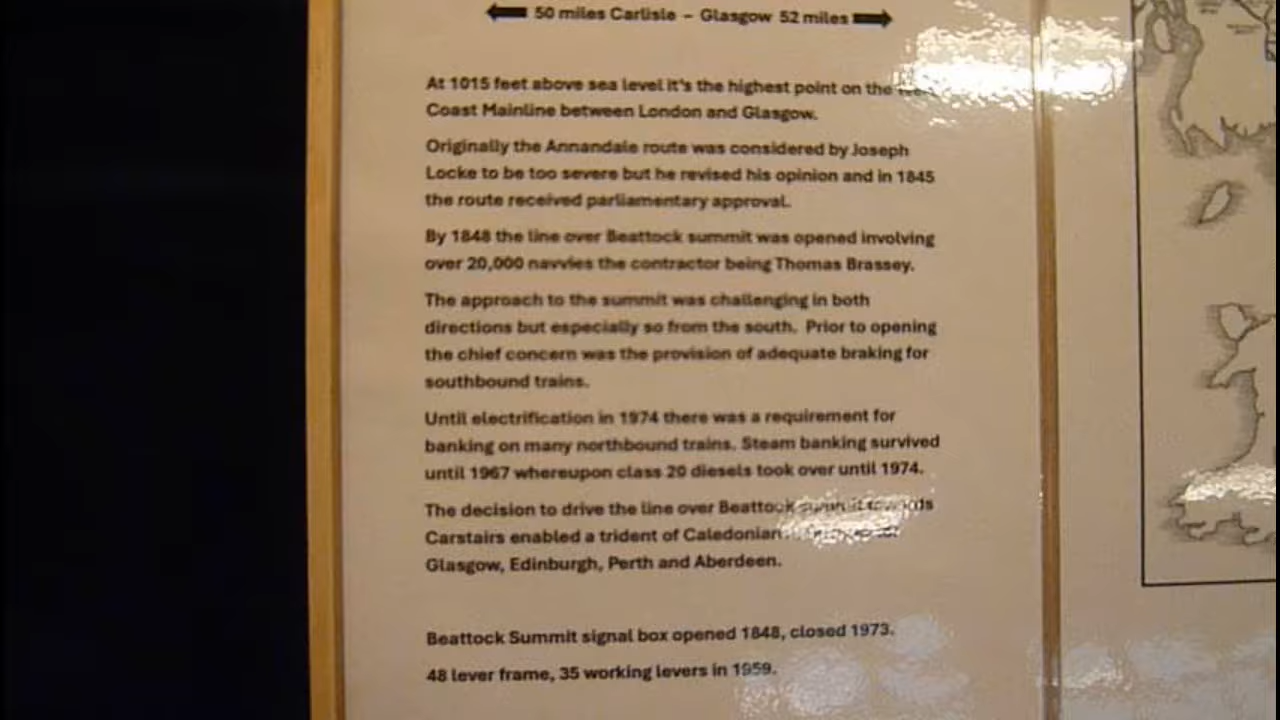 50 miles Carlisle – Glasgow 52 miles
At 1015 feet above sea level it's the highest point on the
Coast Mainline between London and Glasgow.
Originally the Annandale route was considered by Joseph
Locke to be too severe but he revised his opinion and in 1845
the route received parliamentary approval.
By 1848 the line over Beattock summit was opened involving
over 20,000 navvies the contractor being Thomas Brassey.
The approach to the summit was challenging in both
directions but especially so from the south. Prior to opening
the chief concern was the provision of adequate braking for
southbound trains.
Until electrification in 1974 there was a requirement for
banking on many northbound trains. Steam banking survived
until 1967 whereupon class 20 diesels took over until 1974.
The decision to drive the line over Beattock summit towards
Carstairs enabled a trident of Caledonian
Glasgow, Edinburgh, Perth and Aberdeen.
Beattock Summit signal box opened 1848, closed 1973.
48 lever frame, 35 working levers in 1959.